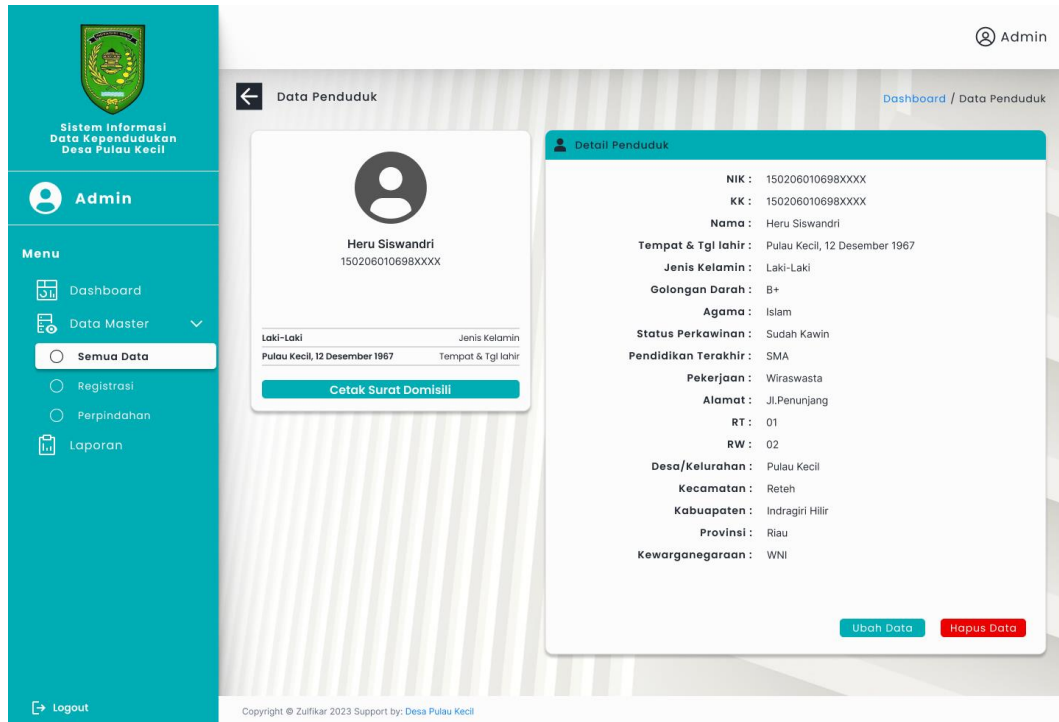 Sistem Informasi
Data Kependudukan
Desa Pulau Kecil
Admin
Menu
Dashboard
Data Master
Semua Data
Registrasi
Perpindahan
Laporan
Logout
Admin
Data Penduduk
Dashboard / Data Penduduk
Heru Siswandri
150206010698XXXX
Laki-Laki Jenis Kelamin
Pulau Kecil, 12 Desember 1967 Tempat & Tgl lahir
Cetak Surat Domisili
Detail Penduduk
NIK : 150206010698XXXX
KK : 150206010698XXXX
Nama : Heru Siswandri
Tempat & Tgl lahir : Pulau Kecil, 12 Desember 1967
Jenis Kelamin : Laki-Laki
Golongan Darah : B+
Agama : Islam
Status Perkawinan : Sudah Kawin
Pendidikan Terakhir : SMA
Pekerjaan : Wiraswasta
Alamat : Jl.Penunjang
RT : 01
RW : 02
Desa/Kelurahan : Pulau Kecil
Kecamatan : Reteh
Kabuapaten : Indragiri Hilir
Provinsi : Riau
Kewarganegaraan : WNI
Ubah Data
Hapus Data
Copyright © Zulfikar 2023 Support by: Desa Pulau Kecil